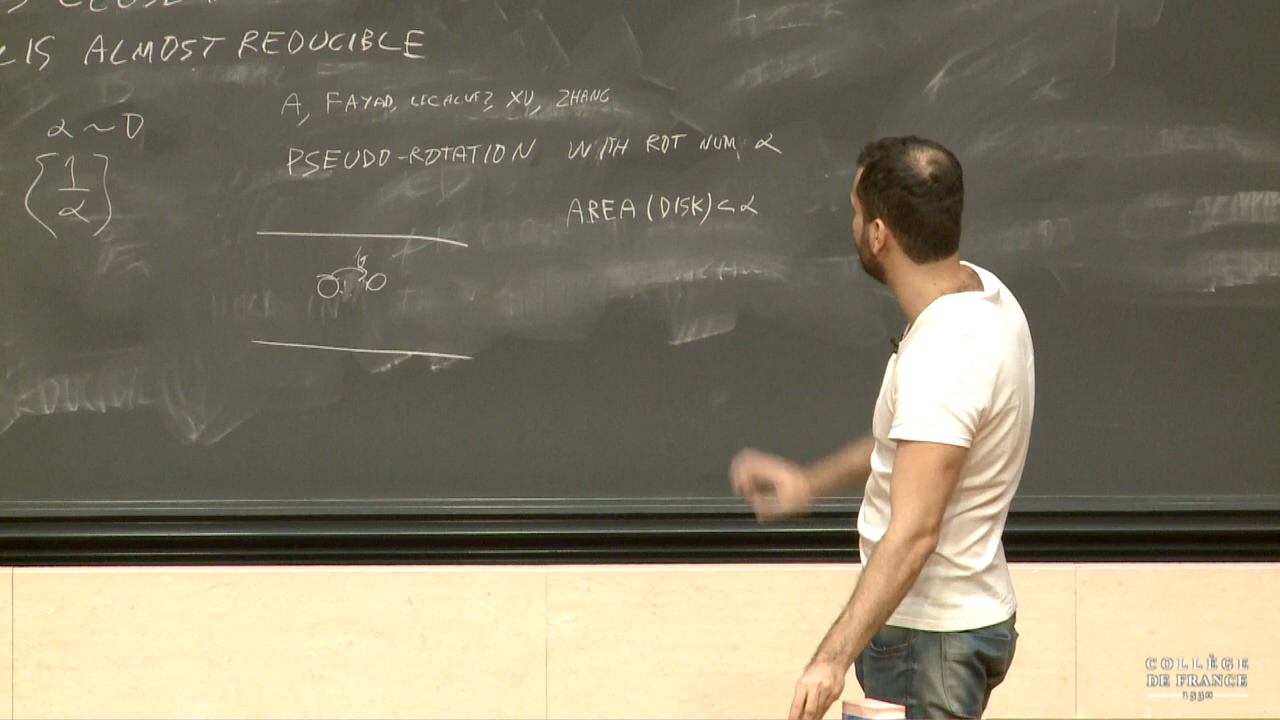 IS ALMOST REDUCIBLE
A, FAYAD, LECALVEZ, XU, ZHANG
α ~ 0
PSEUDO-ROTATION WITH ROT NUM α
{1/α}
AREA (DISK) < α
COLLÈGE
DE FRANCE
1530